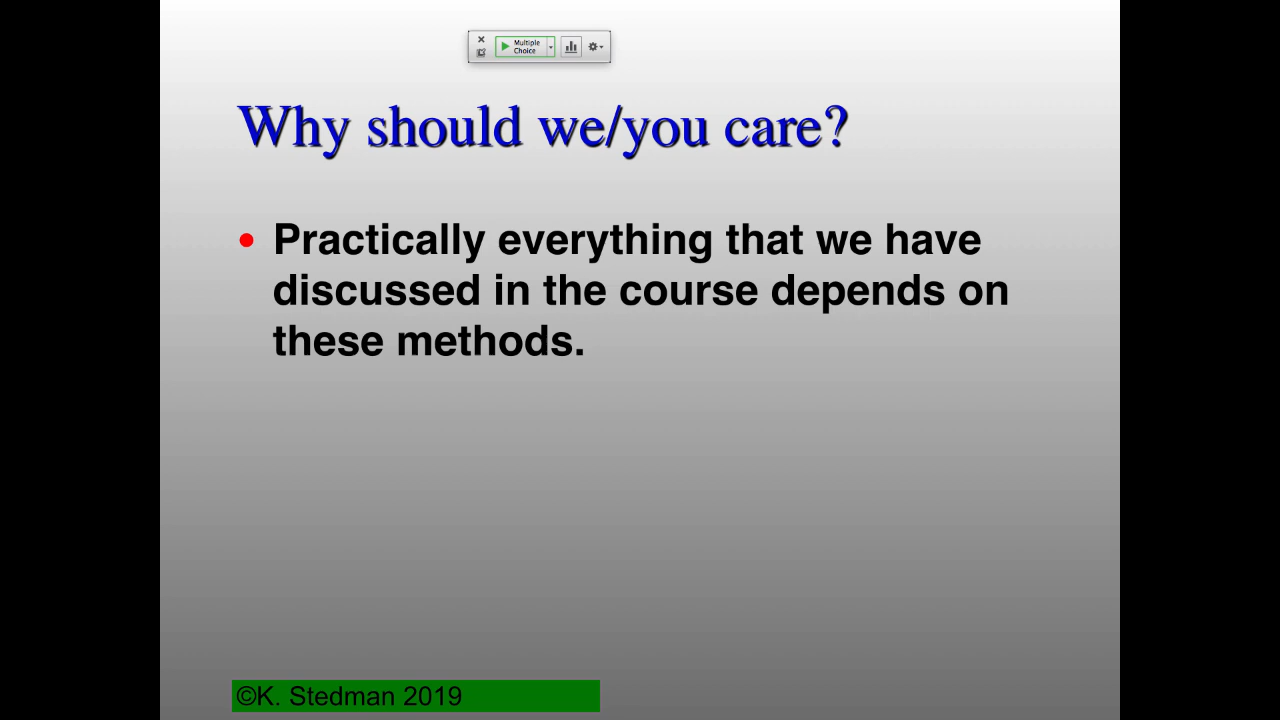 Multiple
Choice
Why should we/you care?
• Practically everything that we have
discussed in the course depends on
these methods.
©K. Stedman 2019